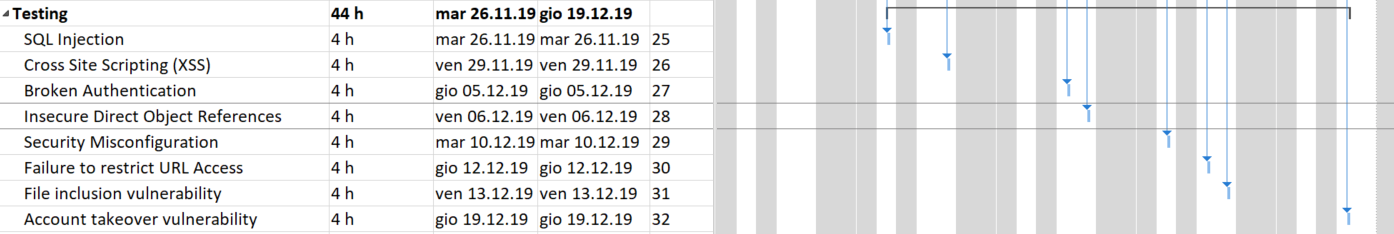 Testing 44 h mar 26.11.19 gio 19.12.19
SQL Injection 4 h mar 26.11.19 mar 26.11.19 25
Cross Site Scripting (XSS) 4 h ven 29.11.19 ven 29.11.19 26
Broken Authentication 4 h gio 05.12.19 gio 05.12.19 27
Insecure Direct Object References 4 h ven 06.12.19 ven 06.12.19 28
Security Misconfiguration 4 h mar 10.12.19 mar 10.12.19 29
Failure to restrict URL Access 4 h gio 12.12.19 gio 12.12.19 30
File inclusion vulnerability 4 h ven 13.12.19 ven 13.12.19 31
Account takeover vulnerability 4 h gio 19.12.19 gio 19.12.19 32